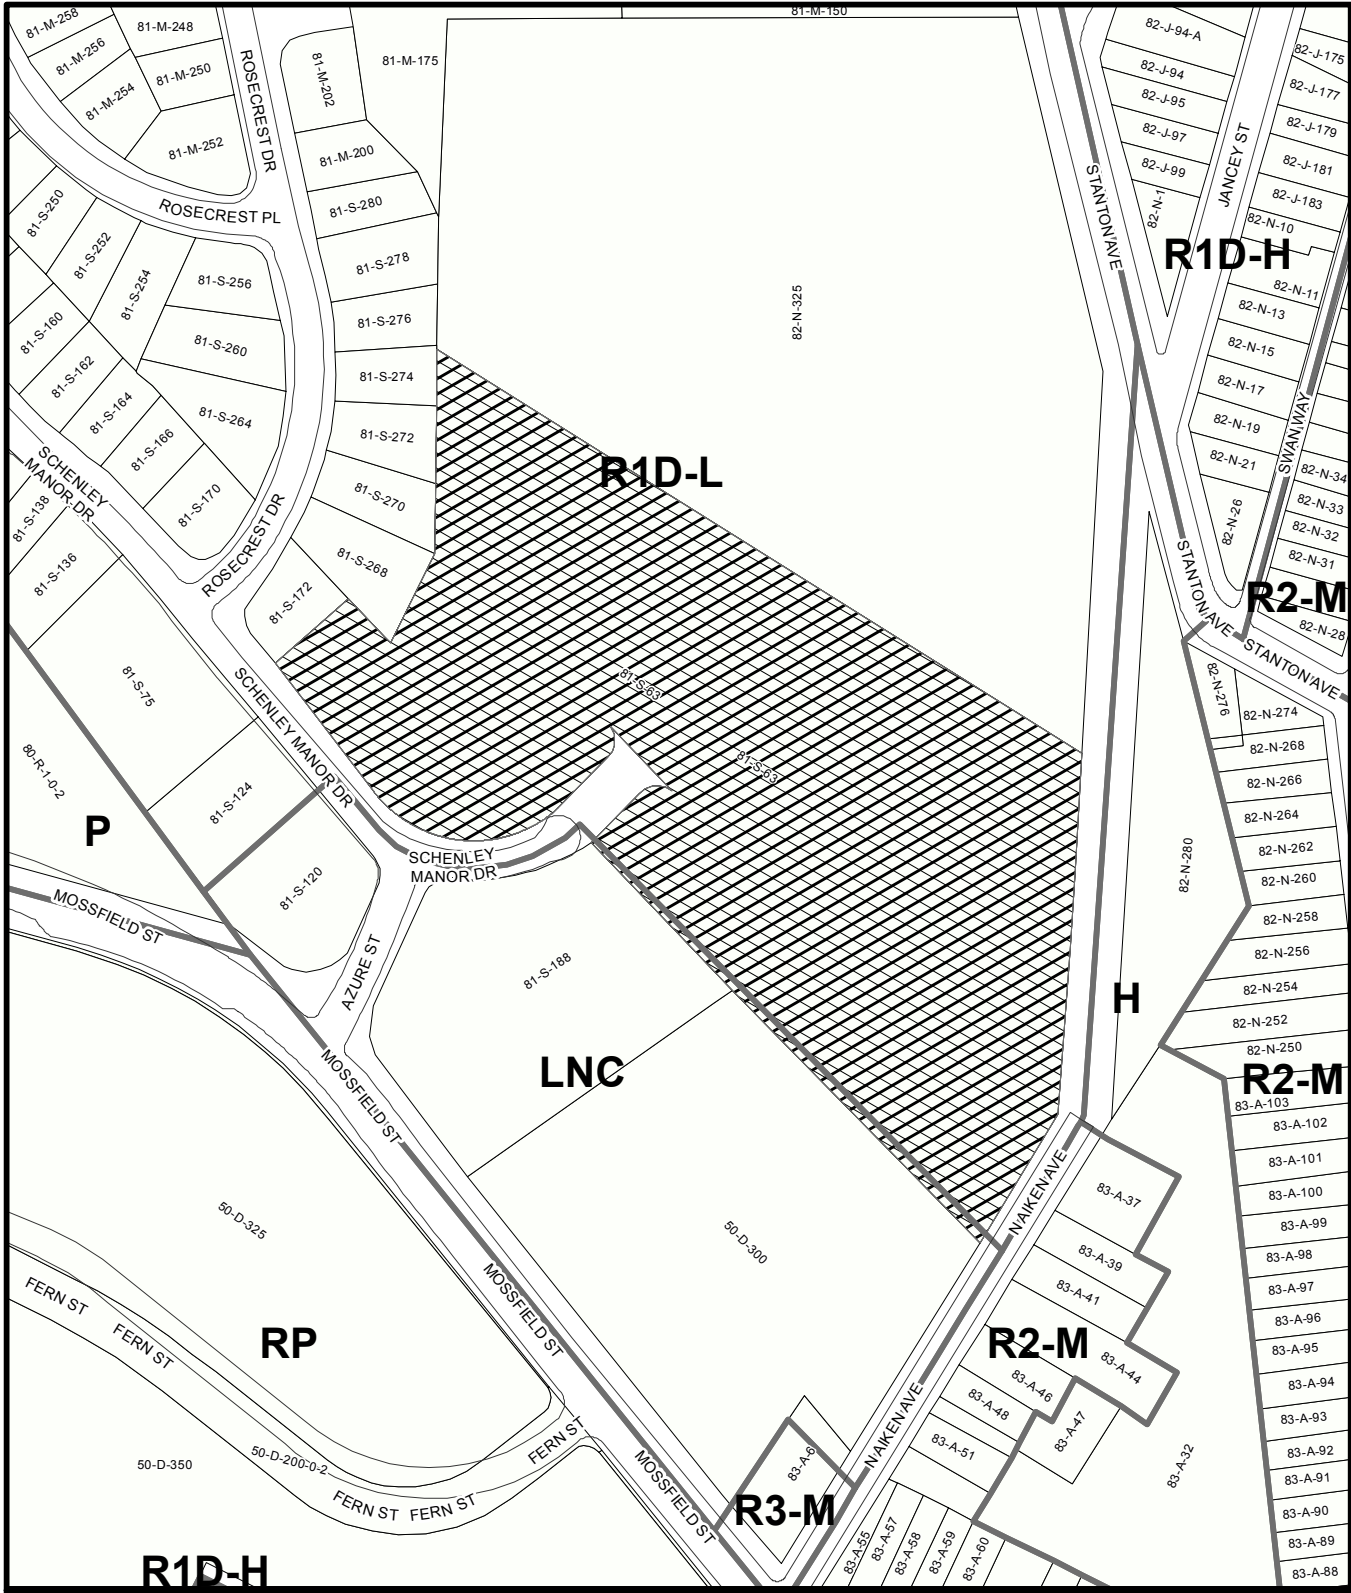 81-M-258
81-M-248
81-M-150
82-J-94-A
82-J-175
81-M-256
81-M-250
81-M-175
82-J-94
82-J-177
81-M-254
ROSECREST DR
81-M-202
82-J-95
82-J-179
81-M-252
81-M-200
82-J-97
JANCEY ST
82-J-181
ROSECREST PL
81-S-280
82-J-99
82-J-183
81-S-250
STANTON AVE
82-N-1
82-N-10
R1D-H
81-S-252
81-S-278
81-S-254
81-S-256
82-N-325
82-N-11
81-S-276
82-N-13
81-S-160
81-S-260
82-N-15
81-S-162
81-S-274
82-N-17
81-S-164
81-S-264
82-N-19
SWAN WAY
81-S-166
81-S-272
R1D-L
82-N-21
82-N-34
SCHENLEY
MANOR DR
81-S-170
81-S-270
82-N-33
81-S-138
82-N-26
82-N-32
ROSECREST DR
81-S-268
82-N-31
81-S-136
81-S-172
STANTON AVE
R2-M
82-N-28
STANTON AVE
81-S-75
81-S-63
82-N-276
82-N-274
SCHENLEY MANOR DR
81-S-63
82-N-268
80-R-1-0-2
82-N-266
81-S-124
82-N-264
P
SCHENLEY
MANOR DR
82-N-280
82-N-262
81-S-120
82-N-260
MOSSFIELD ST
82-N-258
AZURE ST
81-S-188
82-N-256
82-N-254
H
82-N-252
82-N-250
LNC
R2-M
MOSSFIELD ST
83-A-103
83-A-102
83-A-101
N AIKEN AVE
83-A-37
83-A-100
50-D-325
50-D-300
83-A-99
83-A-39
83-A-98
FERN ST
MOSSFIELD ST
83-A-41
83-A-97
FERN ST
83-A-96
RP
R2-M
83-A-95
83-A-44
83-A-46
83-A-94
N AIKEN AVE
83-A-48
83-A-47
83-A-93
FERN ST
83-A-51
83-A-92
50-D-350
50-D-200-0-2
83-A-6
83-A-32
83-A-91
MOSSFIELD ST
FERN ST
FERN ST
R3-M
83-A-90
83-A-55
83-A-57
83-A-58
83-A-59
83-A-60
83-A-89
R1D-H
83-A-88